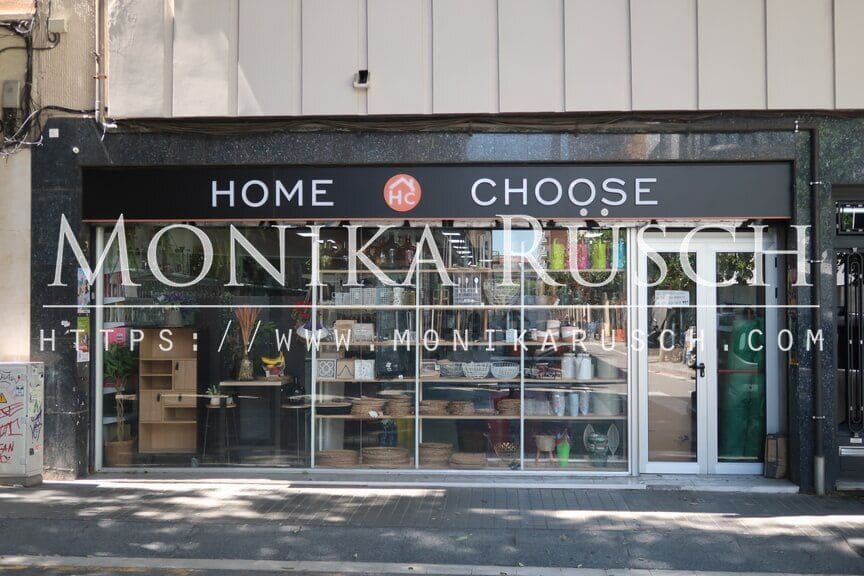 HOME HC CHOOSE
MONIKA RUSCH
HTTPS://WWW.MONIKARUSCH.COM